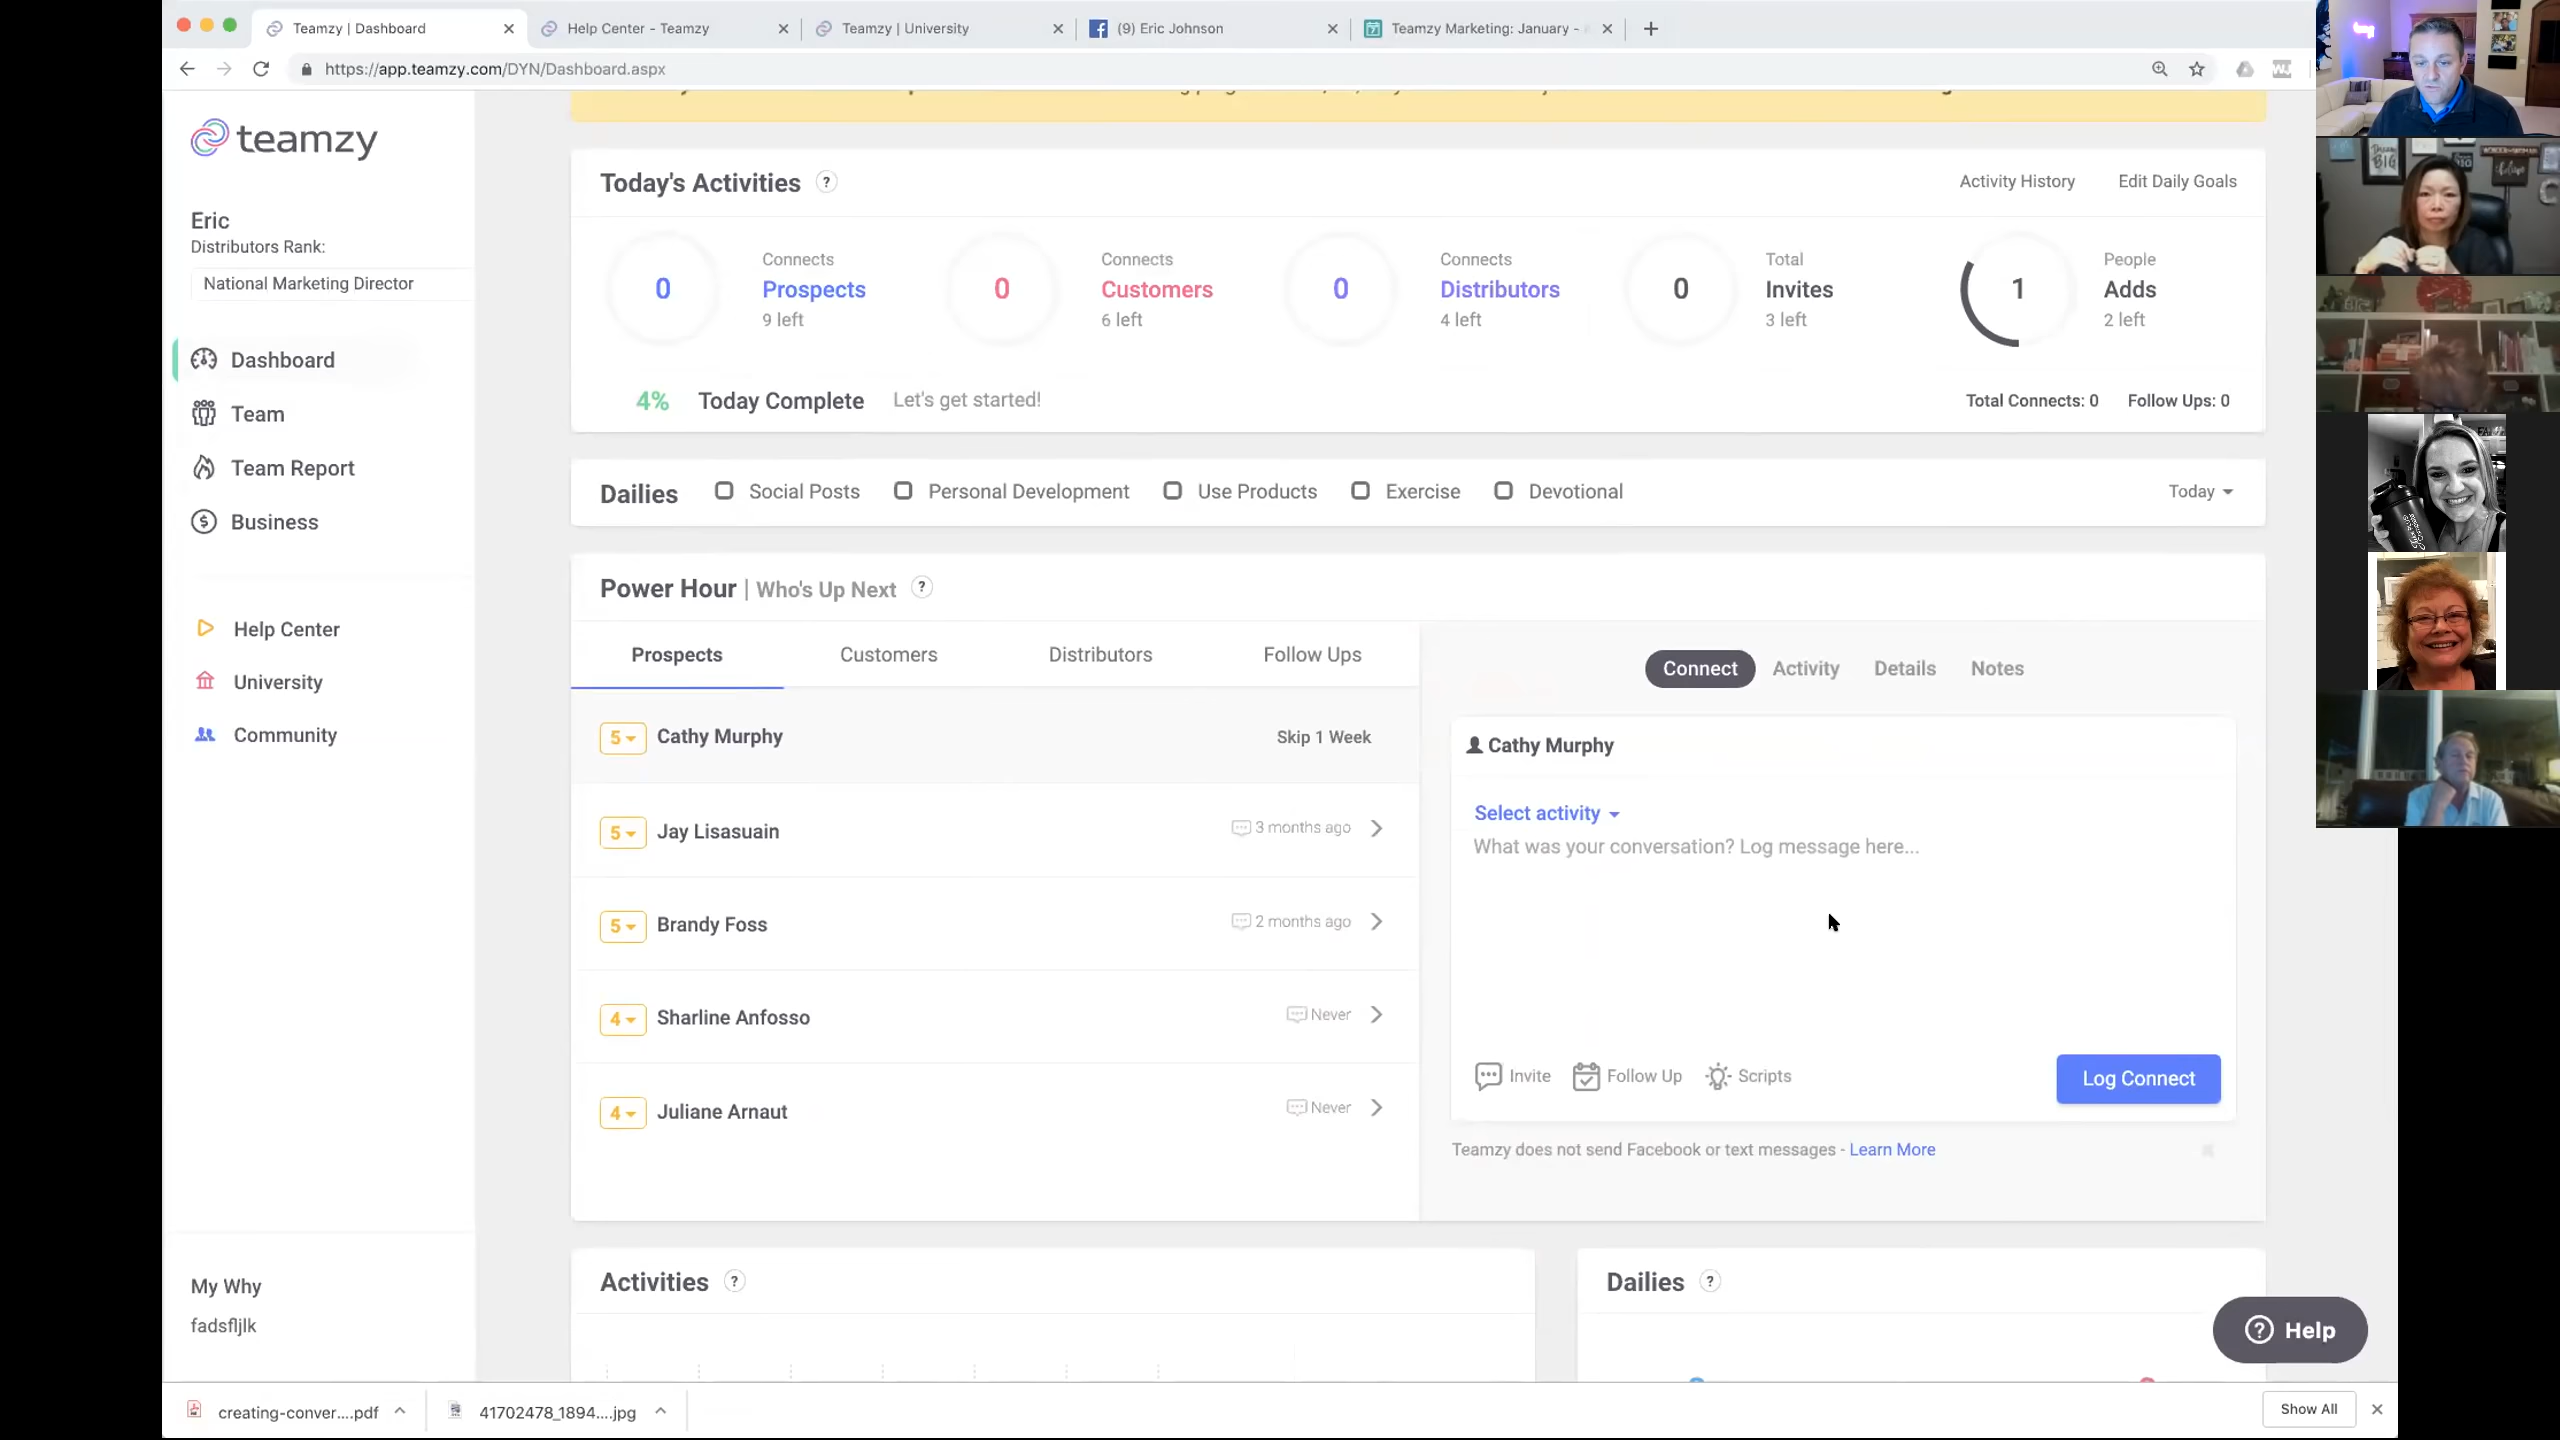 Teamzy | Dashboard
Help Center - Teamzy
Teamzy | University
(9) Eric Johnson
Teamzy Marketing: January -
https://app.teamzy.com/DYN/Dashboard.aspx
teamzy
Eric
Distributors Rank:
National Marketing Director
Dashboard
Team
Team Report
Business
Help Center
University
Community
My Why
fadsfljlk
Today's Activities ?
Activity History
Edit Daily Goals
0
Connects
Prospects
9 left
0
Connects
Customers
6 left
0
Connects
Distributors
4 left
0
Total
Invites
3 left
1
People
Adds
2 left
4% Today Complete Let's get started!
Total Connects: 0 Follow Ups: 0
Dailies Social Posts Personal Development Use Products Exercise Devotional Today
Power Hour | Who's Up Next ?
Prospects Customers Distributors Follow Ups
5 Cathy Murphy Skip 1 Week
5 Jay Lisasuain 3 months ago
5 Brandy Foss 2 months ago
4 Sharline Anfosso Never
4 Juliane Arnaut Never
Connect Activity Details Notes
Cathy Murphy
Select activity
What was your conversation? Log message here...
Invite Follow Up Scripts
Log Connect
Teamzy does not send Facebook or text messages - Learn More
Activities ?
Dailies ?
? Help
creating-conver....pdf
41702478_1894....jpg
Show All
DREAM
BIG